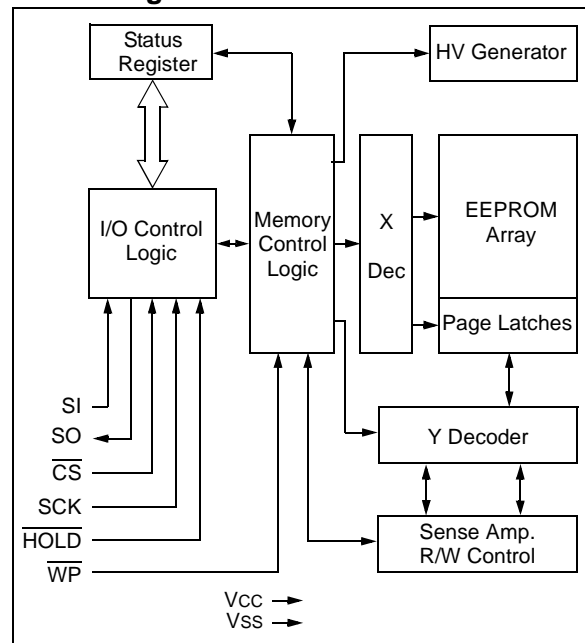 Status
Register
HV Generator
I/O Control
Logic
Memory
Control
Logic
X
Dec
EEPROM
Array
Page Latches
SI
SO
CS
SCK
HOLD
WP
Y Decoder
Sense Amp.
R/W Control
VCC
VSS